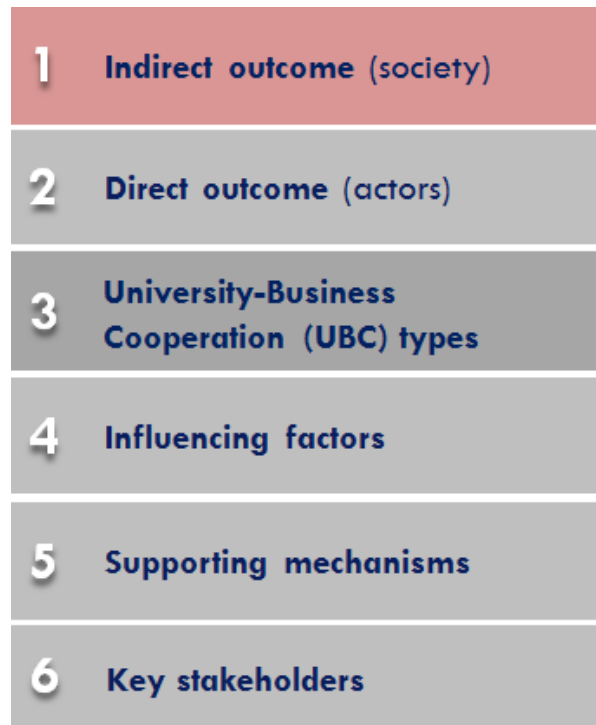 1 Indirect outcome (society)
2 Direct outcome (actors)
3 University-Business
Cooperation (UBC) types
4 Influencing factors
5 Supporting mechanisms
6 Key stakeholders